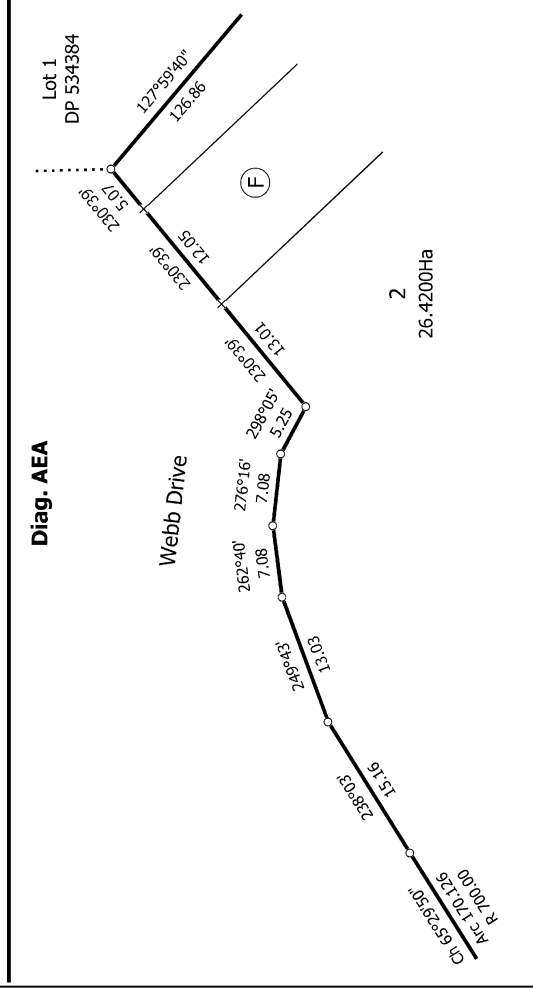 Diag. AEA
Lot 1
DP 534384
127°59'40"
126.86
230°39'
5.07
F
230°39'
12.05
230°39'
13.01
2
26.4200Ha
298°05'
5.25
Webb Drive
276°16'
7.08
262°40'
7.08
249°43'
13.03
238°03'
15.16
Ch 65°29'50"
Arc 170.126
R 700.00